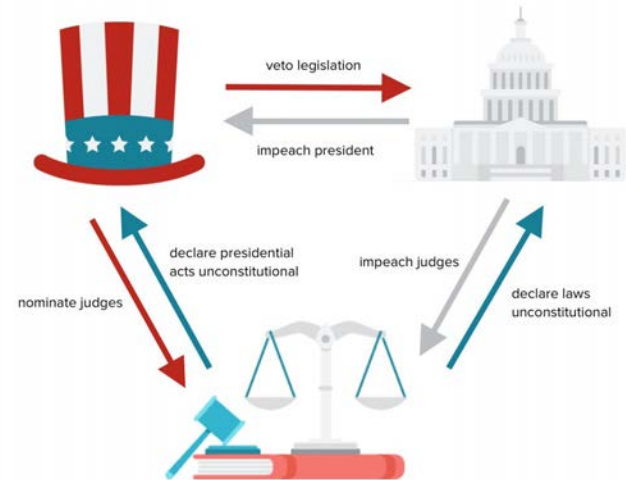 veto legislation
impeach president
declare presidential
acts unconstitutional
nominate judges
impeach judges
declare laws
unconstitutional